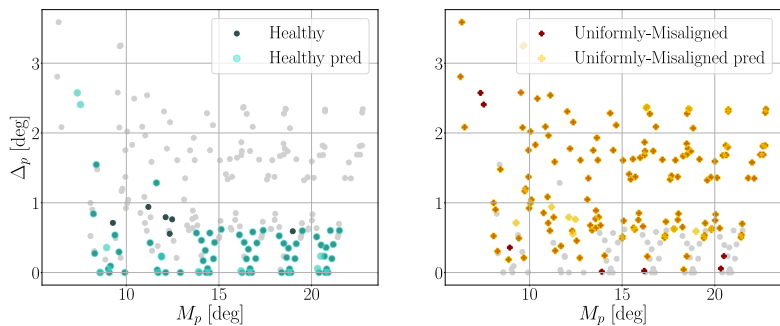 Healthy
Healthy pred
Δp [deg]
3
2
1
0
10
15
20
Mp [deg]
Uniformly-Misaligned
Uniformly-Misaligned pred
3
2
1
0
10
15
20
Mp [deg]